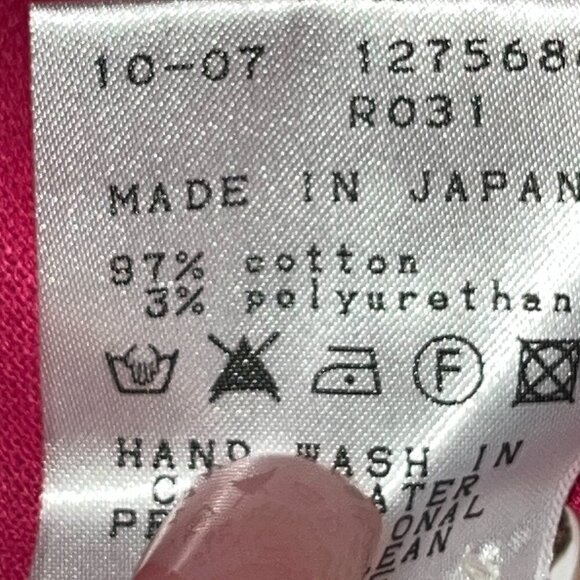 10-07 127568
R031
MADE IN JAPAN
97% cotton
3% polyurethan
F
HAND WASH IN